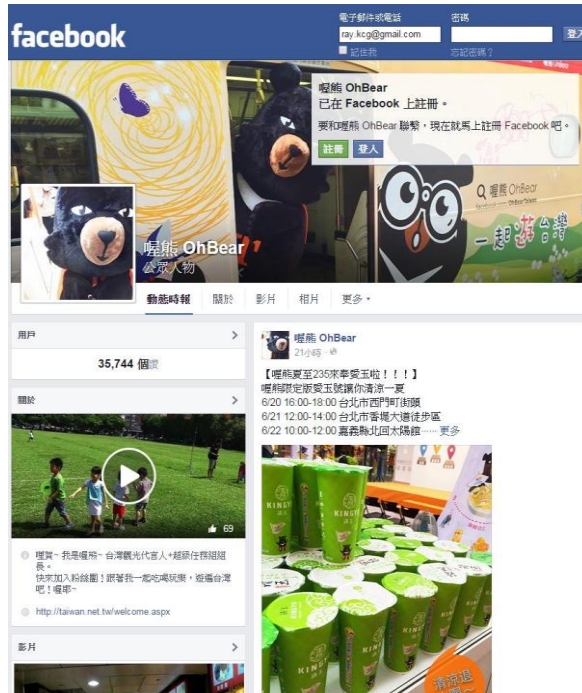 facebook
電子郵件或電話
密碼
ray.kcg@gmail.com
登入
記住我
忘記密碼？
喔熊 OhBear
已在 Facebook 上註冊。
要和喔熊 OhBear 聯繫，現在就馬上註冊 Facebook 吧。
註冊 登入
喔熊 OhBear
一起遊台灣
喔熊 OhBear
公眾人物
動態時報 關於 影片 相片 更多
用戶
35,744 個讚
關於
69
哩賀~ 我是喔熊~ 台灣觀光代言人+超級任務組組長。
快來加入粉絲團！跟著我一起吃喝玩樂，遊遍台灣吧！喔耶~
http://taiwan.net.tw/welcome.aspx
影片
喔熊 OhBear
21小時
【喔熊夏至235來奉愛玉啦！！！】
喔熊限定版愛玉號讓你清涼一夏
6/20 16:00-18:00 台北市西門町街頭
6/21 12:00-14:00 台北市香堤大道徒步區
6/22 10:00-12:00 嘉義縣北回太陽館…… 更多
KINGY
清涼退